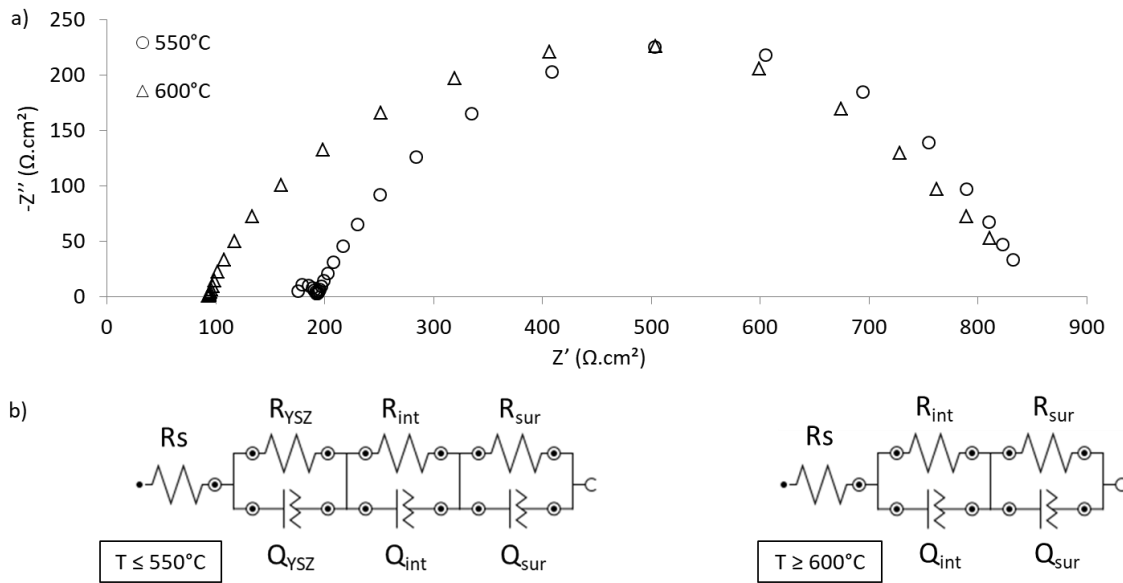 a)
250
200
150
100
50
0
-Z′′ (Ω.cm²)
550°C
600°C
0 100 200 300 400 500 600 700 800 900
Z′ (Ω.cm²)
b)
Rs R_YSZ R_int R_sur
Q_YSZ Q_int Q_sur
T ≤ 550°C
Rs R_int R_sur
Q_int Q_sur
T ≥ 600°C